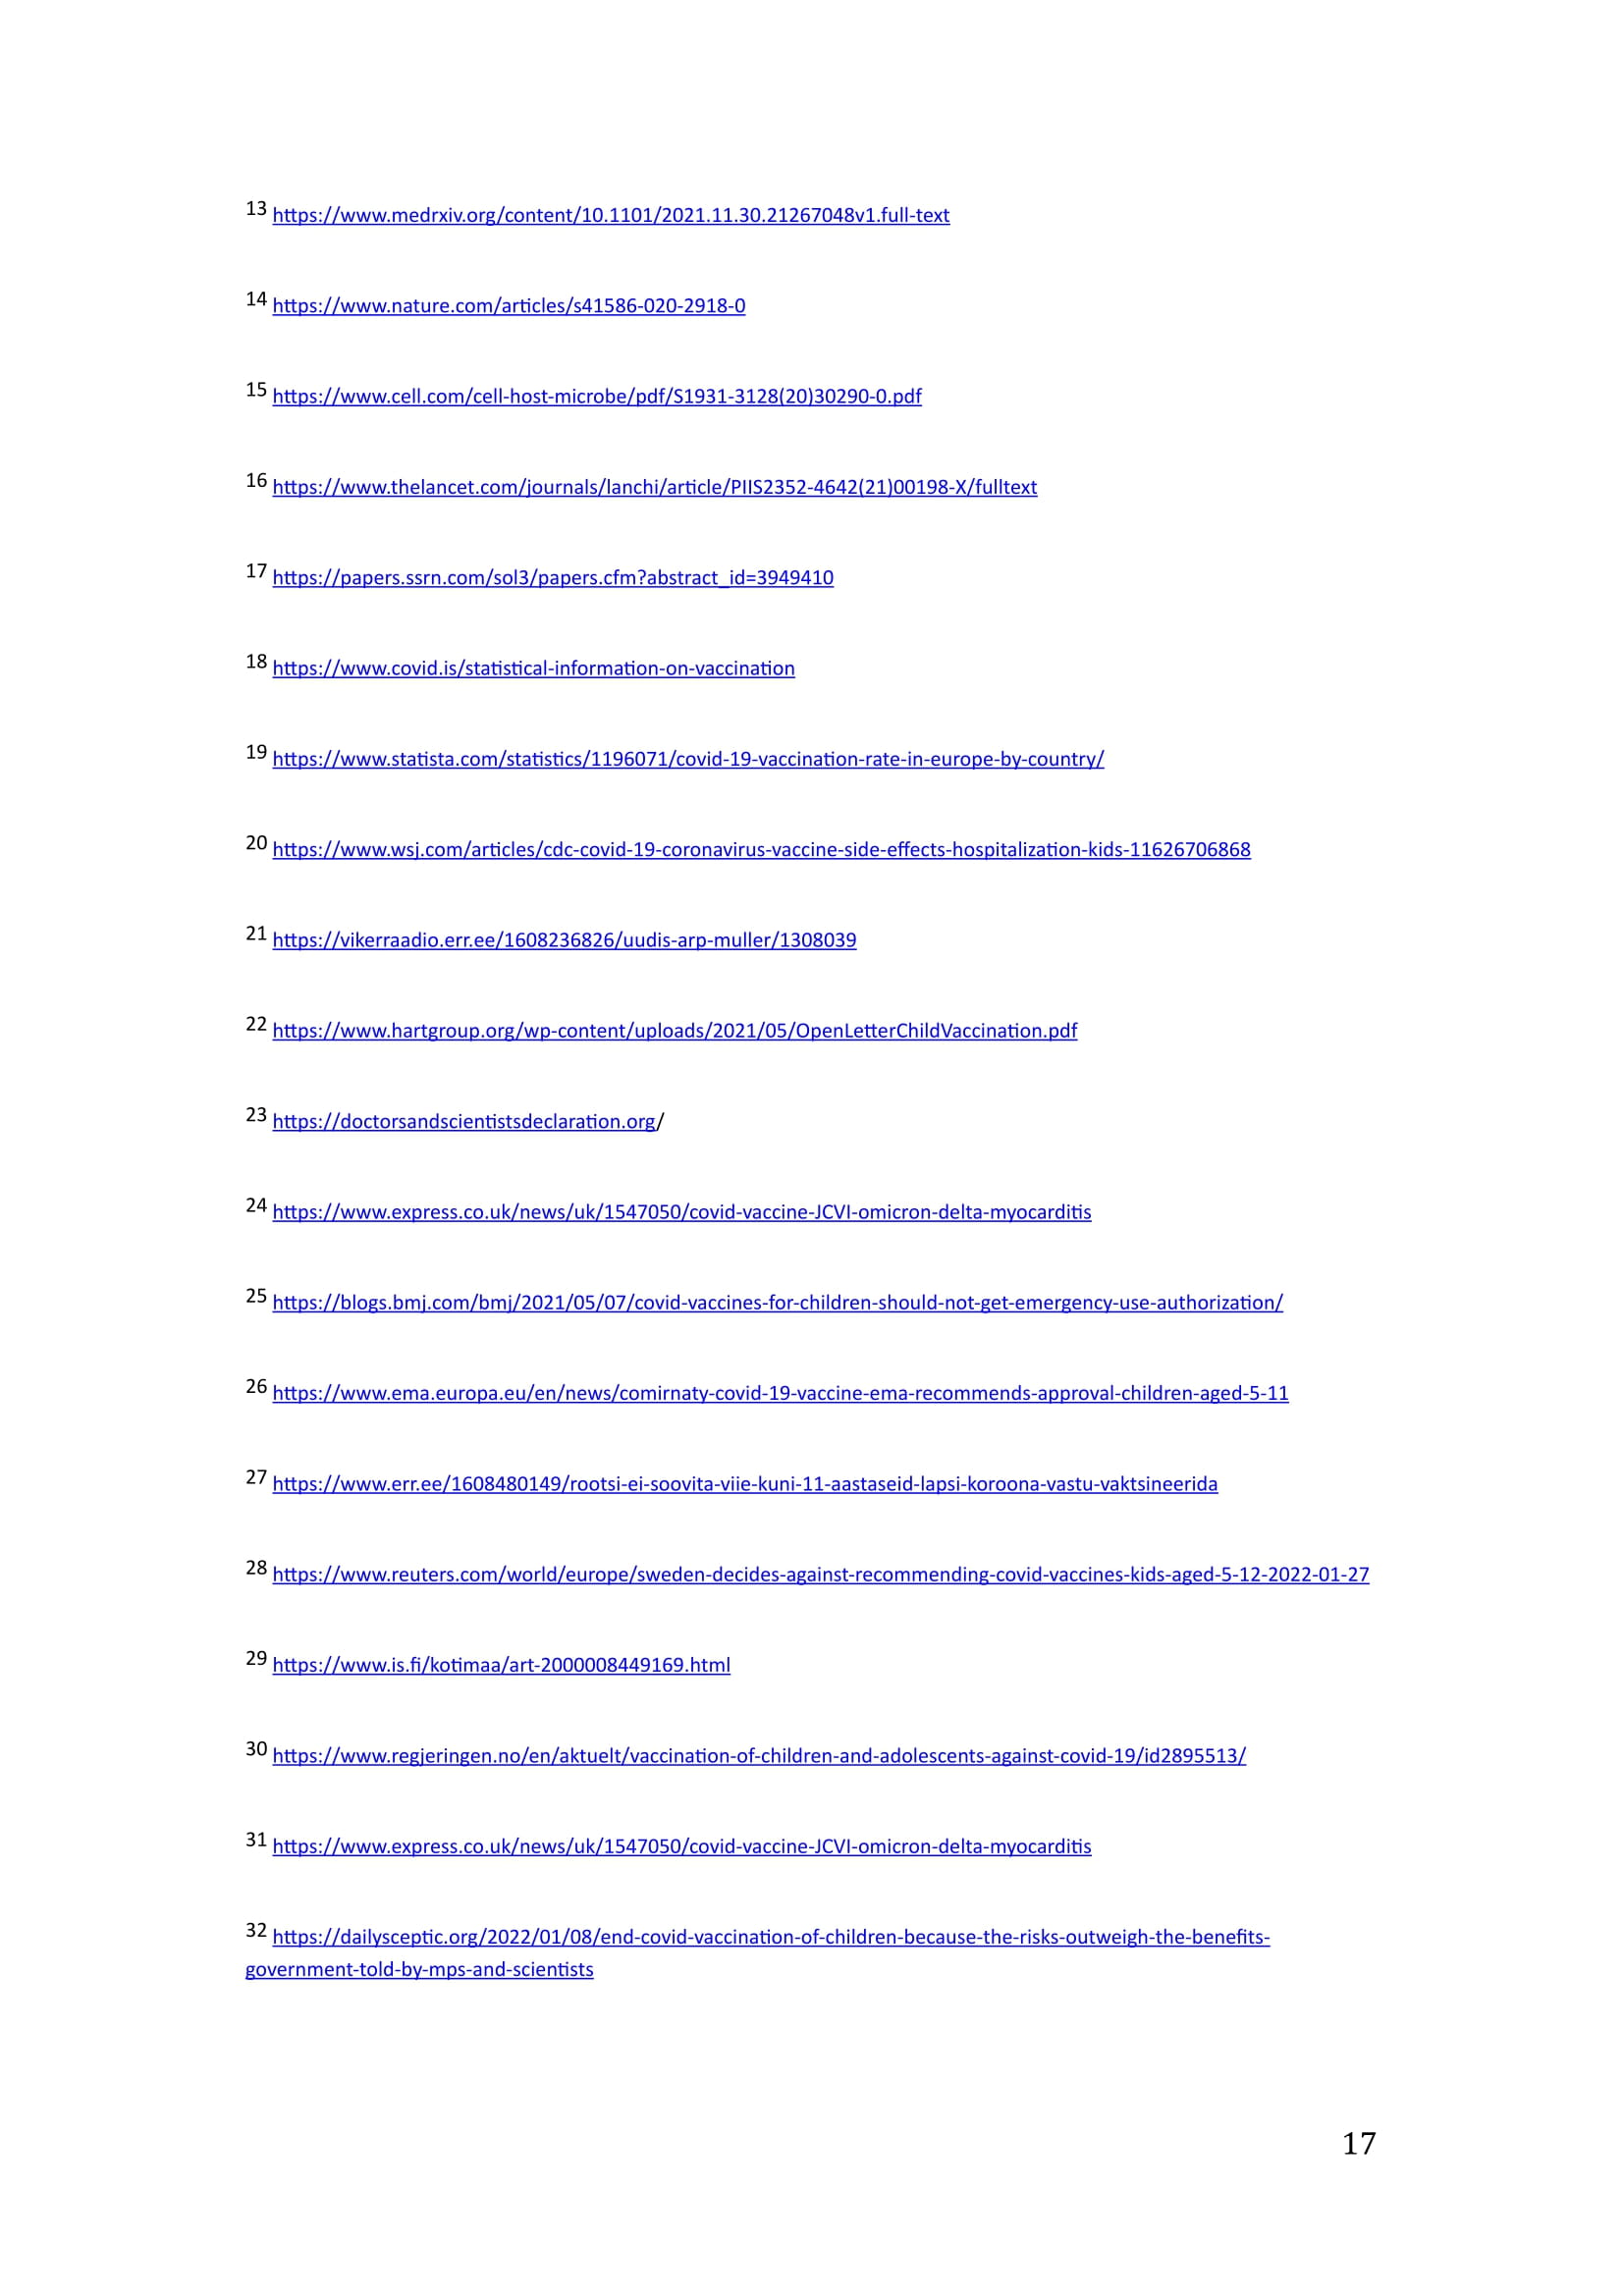 13 https://www.medrxiv.org/content/10.1101/2021.11.30.21267048v1.full-text
14 https://www.nature.com/articles/s41586-020-2918-0
15 https://www.cell.com/cell-host-microbe/pdf/S1931-3128(20)30290-0.pdf
16 https://www.thelancet.com/journals/lanchi/article/PIIS2352-4642(21)00198-X/fulltext
17 https://papers.ssrn.com/sol3/papers.cfm?abstract_id=3949410
18 https://www.covid.is/statistical-information-on-vaccination
19 https://www.statista.com/statistics/1196071/covid-19-vaccination-rate-in-europe-by-country/
20 https://www.wsj.com/articles/cdc-covid-19-coronavirus-vaccine-side-effects-hospitalization-kids-11626706868
21 https://vikerraadio.err.ee/1608236826/uudis-arp-muller/1308039
22 https://www.hartgroup.org/wp-content/uploads/2021/05/OpenLetterChildVaccination.pdf
23 https://doctorsandscientistsdeclaration.org/
24 https://www.express.co.uk/news/uk/1547050/covid-vaccine-JCVI-omicron-delta-myocarditis
25 https://blogs.bmj.com/bmj/2021/05/07/covid-vaccines-for-children-should-not-get-emergency-use-authorization/
26 https://www.ema.europa.eu/en/news/comirnaty-covid-19-vaccine-ema-recommends-approval-children-aged-5-11
27 https://www.err.ee/1608480149/rootsi-ei-soovita-viie-kuni-11-aastaseid-lapsi-koroona-vastu-vaktsineerida
28 https://www.reuters.com/world/europe/sweden-decides-against-recommending-covid-vaccines-kids-aged-5-12-2022-01-27
29 https://www.is.fi/kotimaa/art-2000008449169.html
30 https://www.regjeringen.no/en/aktuelt/vaccination-of-children-and-adolescents-against-covid-19/id2895513/
31 https://www.express.co.uk/news/uk/1547050/covid-vaccine-JCVI-omicron-delta-myocarditis
32 https://dailysceptic.org/2022/01/08/end-covid-vaccination-of-children-because-the-risks-outweigh-the-benefits-
government-told-by-mps-and-scientists
17